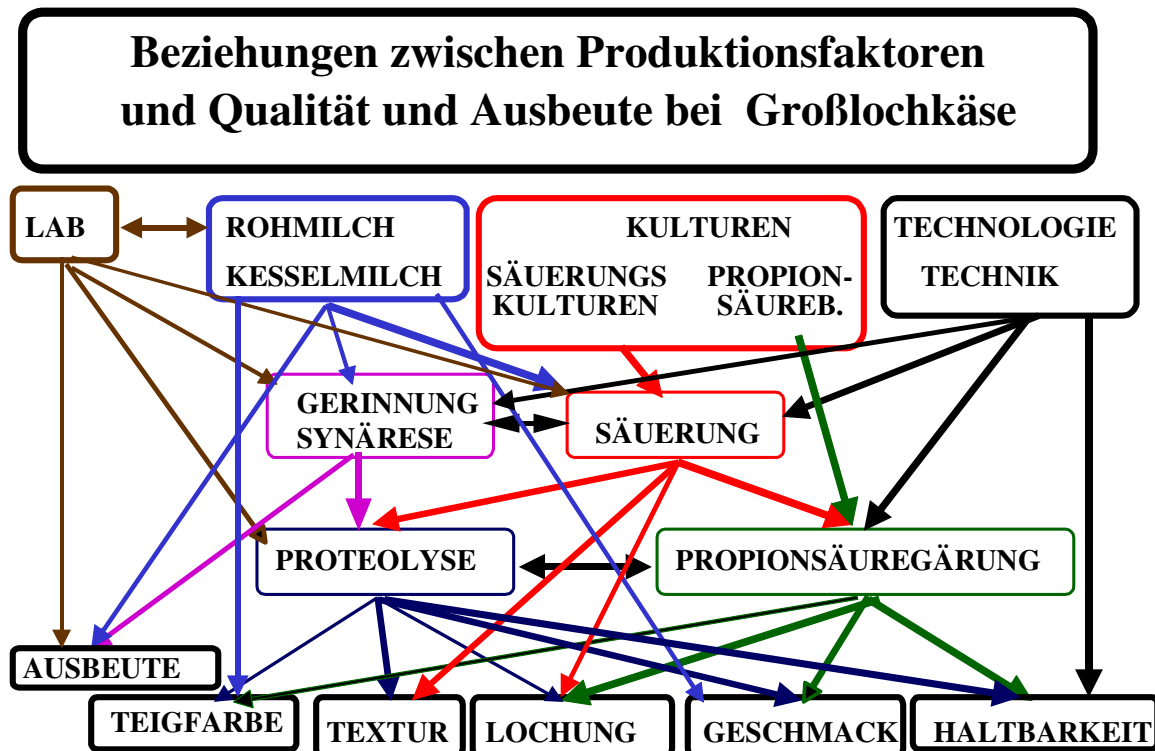 Beziehungen zwischen Produktionsfaktoren
und Qualität und Ausbeute bei Großlochkäse
LAB
ROHMILCH
KESSELMILCH
KULTUREN
SÄUERUNGS
KULTUREN
PROPION-
SÄUREB.
TECHNOLOGIE
TECHNIK
GERINNUNG
SYNÄRESE
SÄUERUNG
PROTEOLYSE
PROPIONSÄUREGÄRUNG
AUSBEUTE
TEIGFARBE
TEXTUR
LOCHUNG
GESCHMACK
HALTBARKEIT